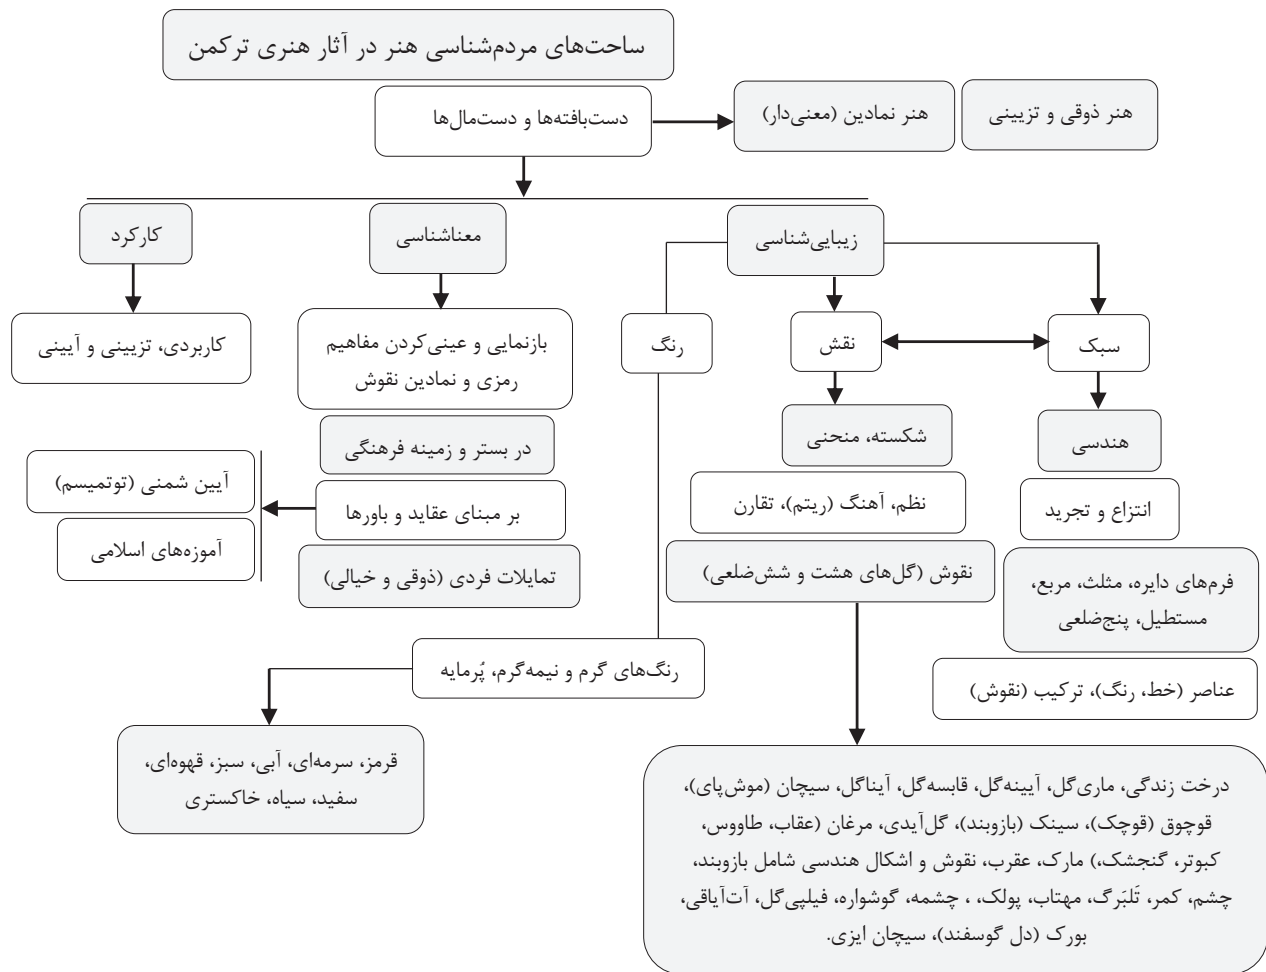 ساحت‌های مردم‌شناسی هنر در آثار هنری ترکمن
دست‌بافته‌ها و دست‌مال‌ها
هنر نمادین (معنی‌دار)
هنر ذوقی و تزیینی
زیبایی‌شناسی
معناشناسی
کارکرد
سبک
نقش
رنگ
بازنمایی و عینی‌کردن مفاهیم
رمزی و نمادین نقوش
کاربردی، تزیینی و آیینی
هندسی
شکسته، منحنی
در بستر و زمینه فرهنگی
انتزاع و تجرید
نظم، آهنگ (ریتم)، تقارن
بر مبنای عقاید و باورها
آیین شمنی (توتمیسم)
آموزه‌های اسلامی
فرم‌های دایره، مثلث، مربع،
مستطیل، پنج‌ضلعی
نقوش (گل‌های هشت و شش‌ضلعی)
تمایلات فردی (ذوقی و خیالی)
عناصر (خط، رنگ)، ترکیب (نقوش)
رنگ‌های گرم و نیمه‌گرم، پُرمایه
قرمز، سرمه‌ای، آبی، سبز، قهوه‌ای،
سفید، سیاه، خاکستری
درخت زندگی، ماری‌گل، آیینه‌گل، قابسه‌گل، آیناگل، سیچان (موش‌پای)،
قوچوق (قوچک)، سینک (بازوبند)، گل‌آیدی، مرغان (عقاب، طاووس،
کبوتر، گنجشک،) مارک، عقرب، نقوش و اشکال هندسی شامل بازوبند،
چشم، کمر، تَلبَرگ، مهتاب، پولک، ، چشمه، گوشواره، فیلپی‌گل، آت‌آیاقی،
بورک (دل گوسفند)، سیچان ایزی.